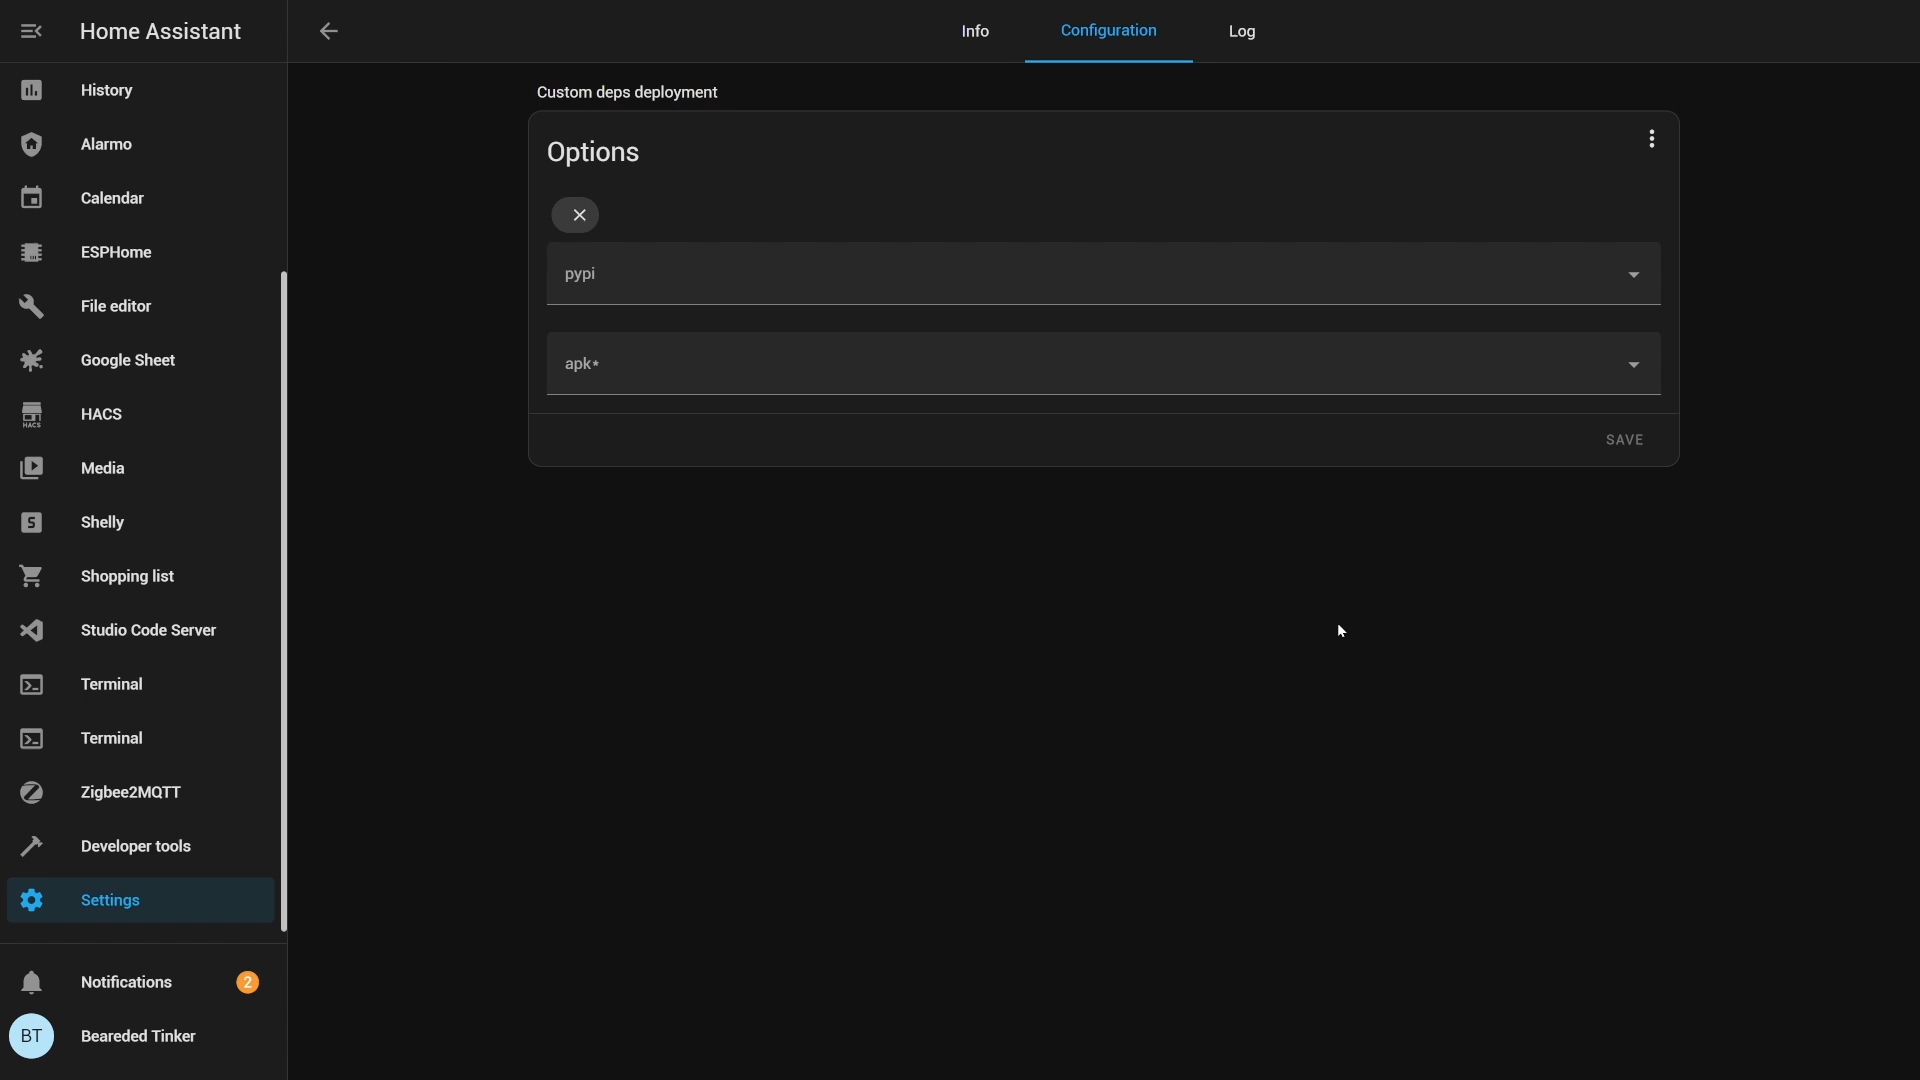 Home Assistant
Info
Configuration
Log
History
Alarmo
Calendar
ESPHome
File editor
Google Sheet
HACS
HACS
Media
Shelly
Shopping list
Studio Code Server
Terminal
Terminal
Zigbee2MQTT
Developer tools
Settings
Notifications
2
BT
Bearded Tinker
Custom deps deployment
Options
pypi
apk*
SAVE